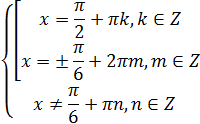 x = π/2 + πk, k ∈ Z
x = ± π/6 + 2πm, m ∈ Z
x ≠ π/6 + πn, n ∈ Z